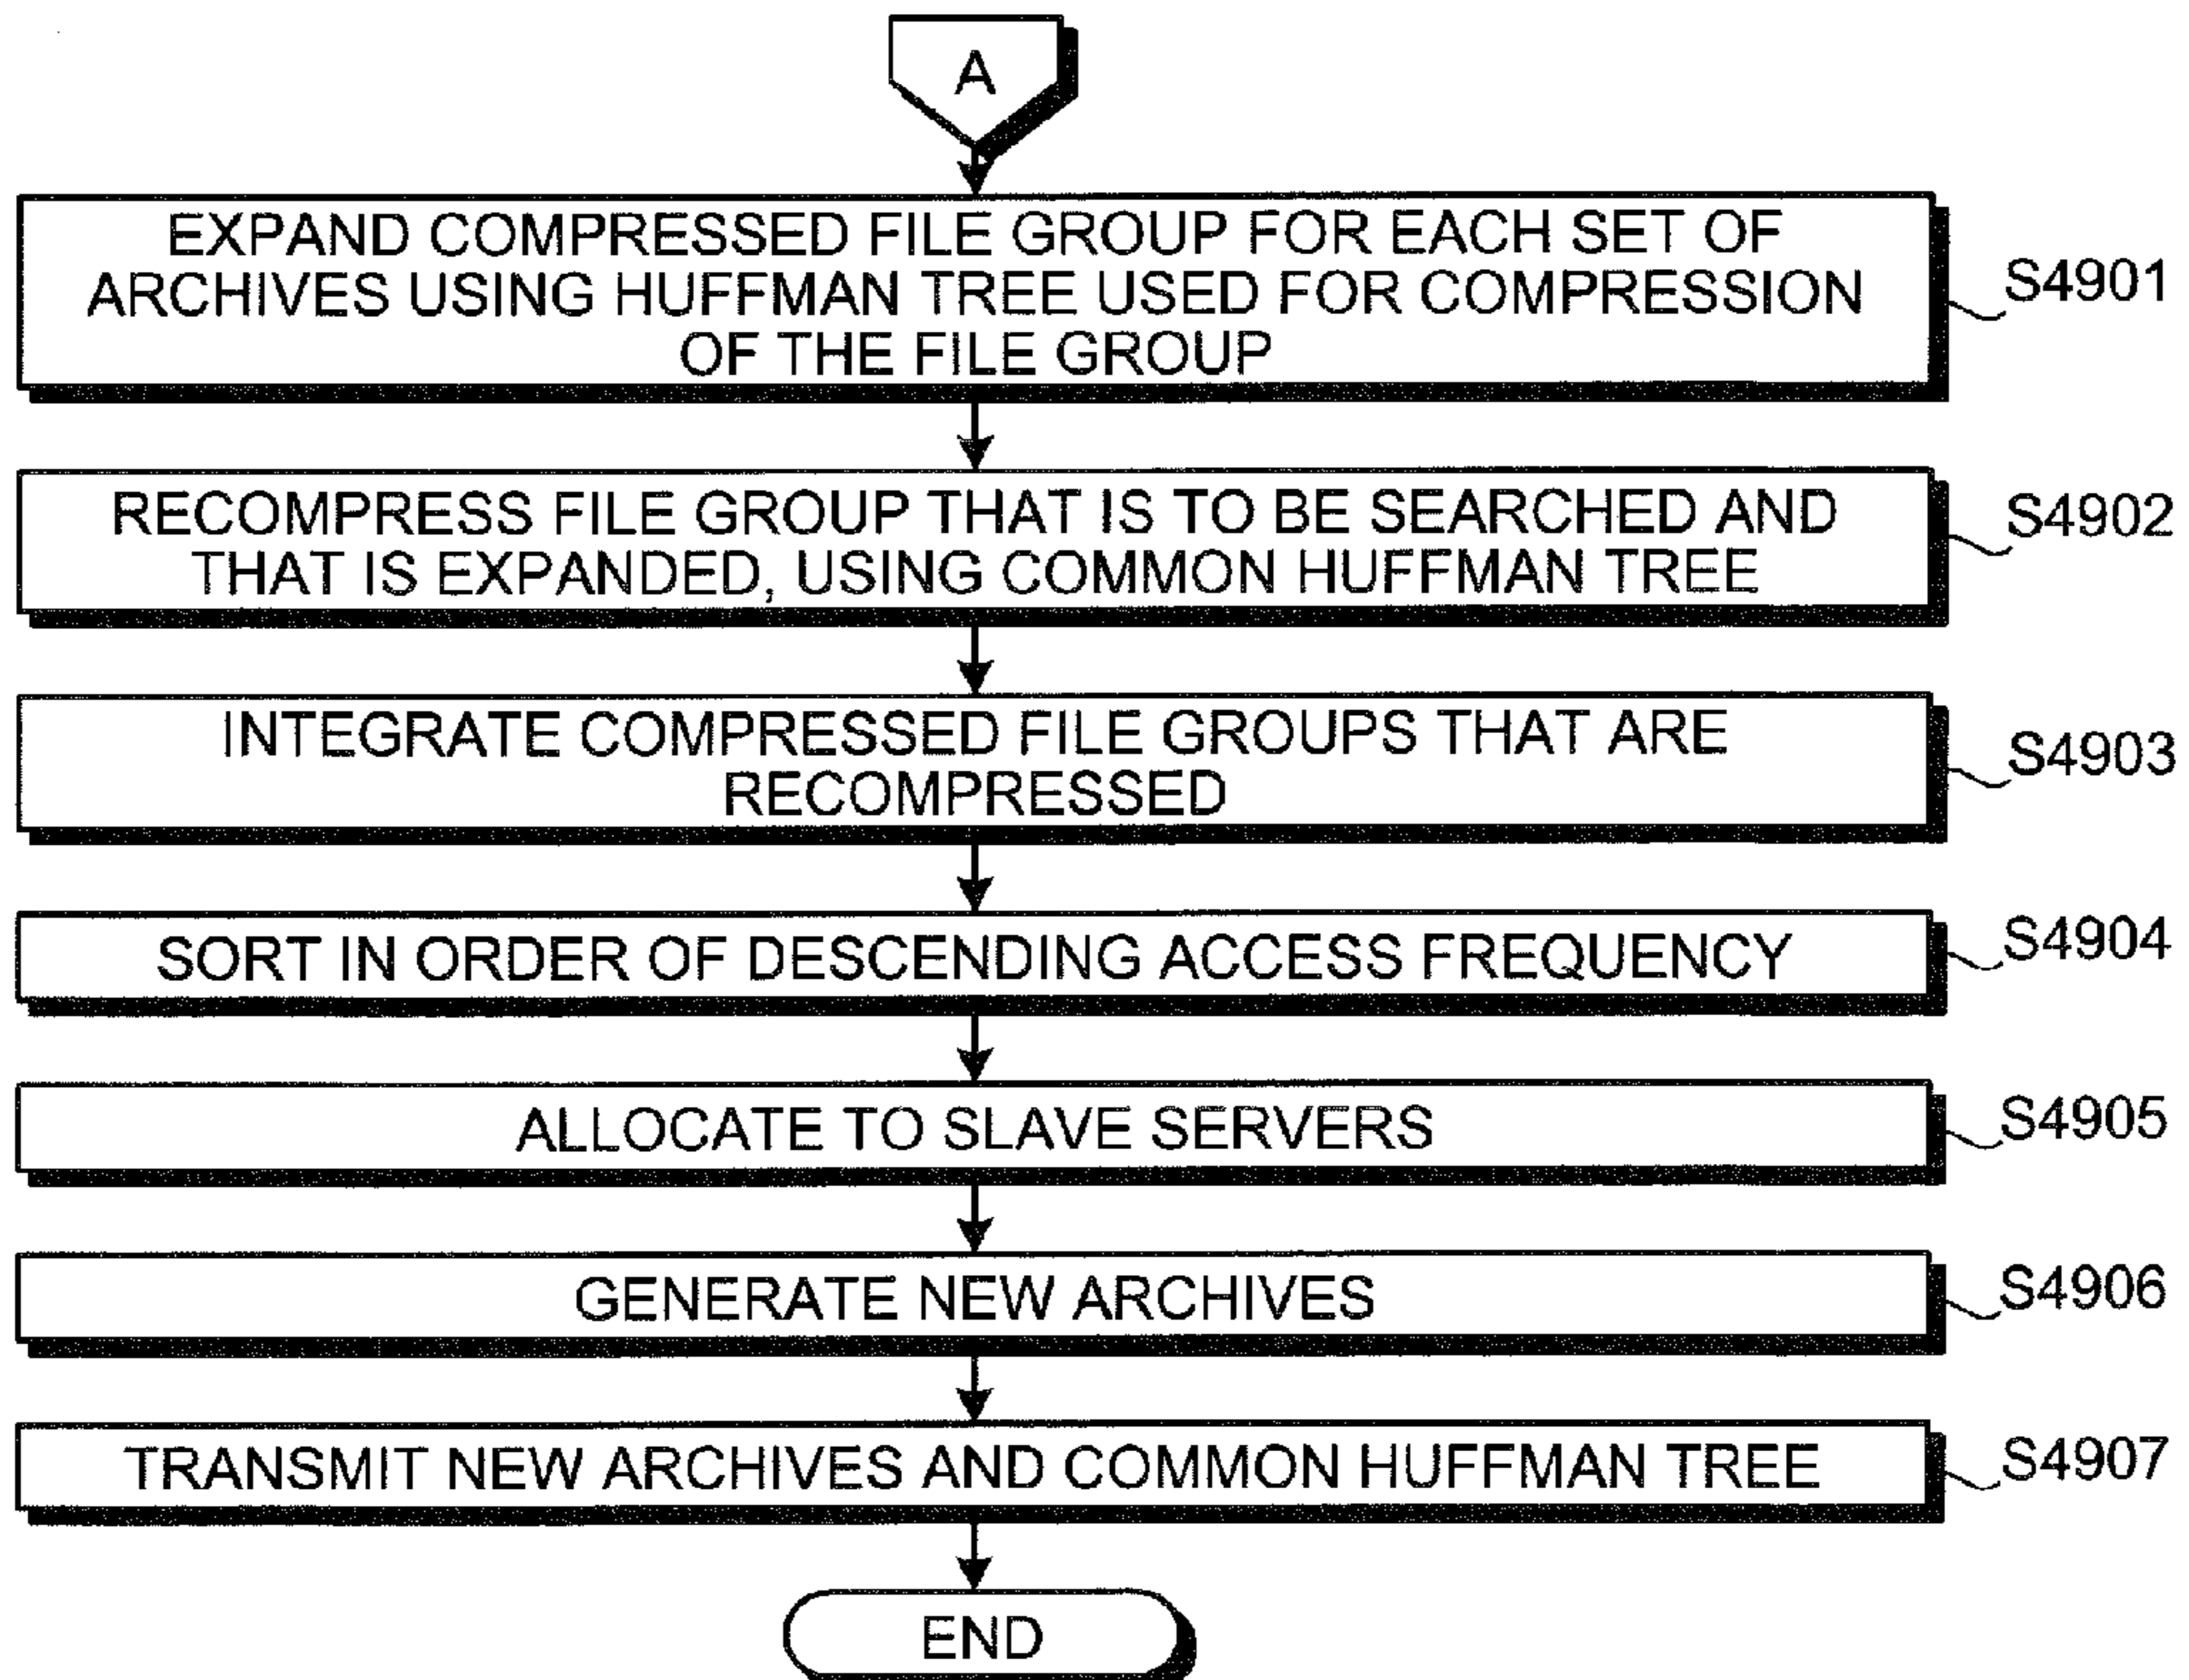 A
EXPAND COMPRESSED FILE GROUP FOR EACH SET OF
ARCHIVES USING HUFFMAN TREE USED FOR COMPRESSION
OF THE FILE GROUP
S4901
RECOMPRESS FILE GROUP THAT IS TO BE SEARCHED AND
THAT IS EXPANDED, USING COMMON HUFFMAN TREE
S4902
INTEGRATE COMPRESSED FILE GROUPS THAT ARE
RECOMPRESSED
S4903
SORT IN ORDER OF DESCENDING ACCESS FREQUENCY
S4904
ALLOCATE TO SLAVE SERVERS
S4905
GENERATE NEW ARCHIVES
S4906
TRANSMIT NEW ARCHIVES AND COMMON HUFFMAN TREE
S4907
END